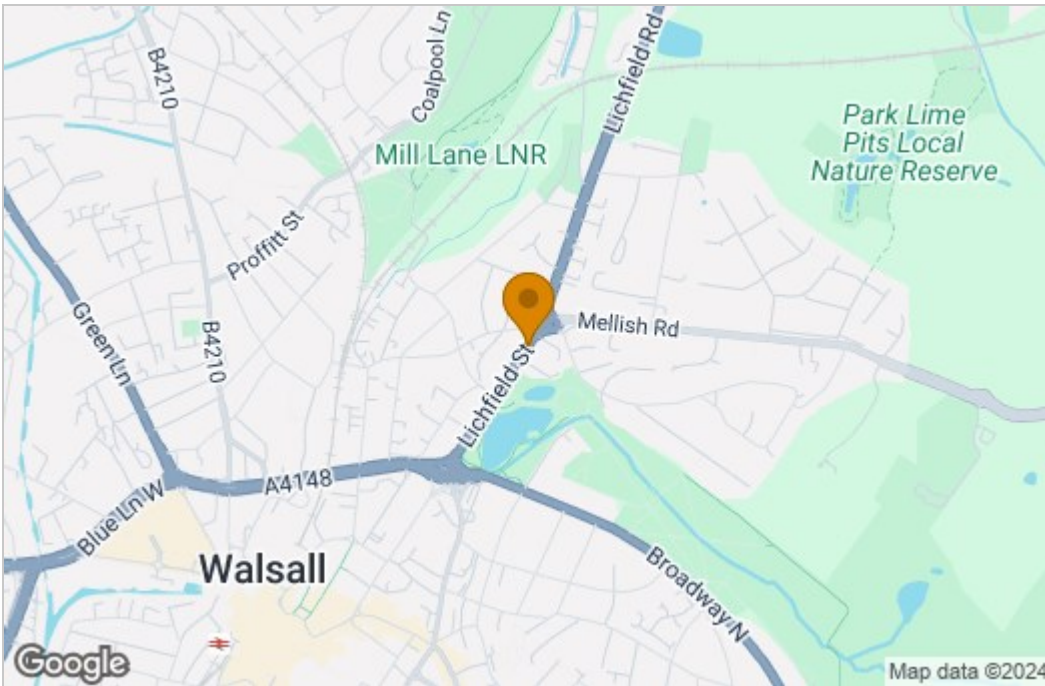 B4210
Coalpool Ln
Lichfield Rd
Park Lime
Pits Local
Nature Reserve
Mill Lane LNR
Proffitt St
Green Ln
B4210
Mellish Rd
Lichfield St
A4148
Blue Ln W
Walsall
Broadway N
Google
Map data ©2024